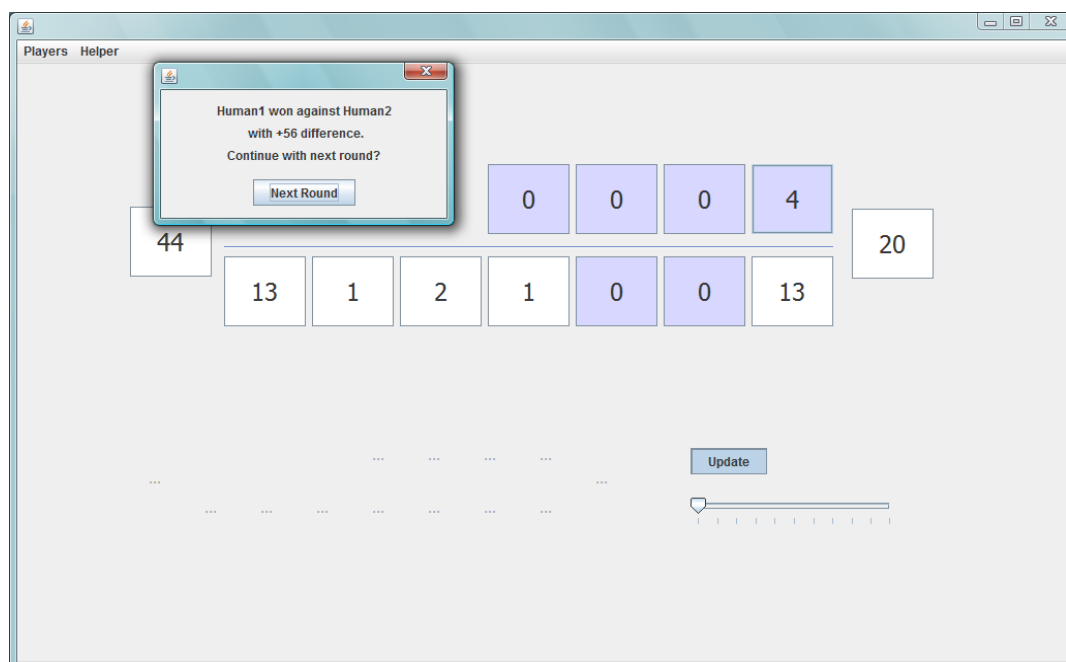 Players Helper
Human1 won against Human2
with +56 difference.
Continue with next round?
Next Round
0 0 0 4
44
20
13 1 2 1 0 0 13
... ... ... ...
Update
...
...
... ... ... ... ... ... ...